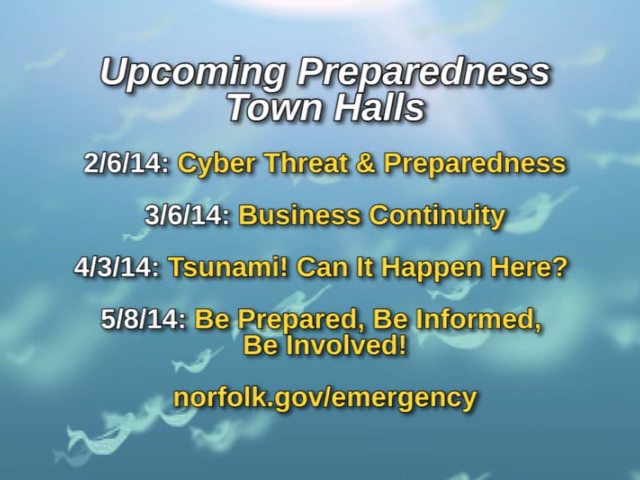 Upcoming Preparedness
Town Halls
2/6/14: Cyber Threat & Preparedness
3/6/14: Business Continuity
4/3/14: Tsunami! Can It Happen Here?
5/8/14: Be Prepared, Be Informed,
Be Involved!
norfolk.gov/emergency